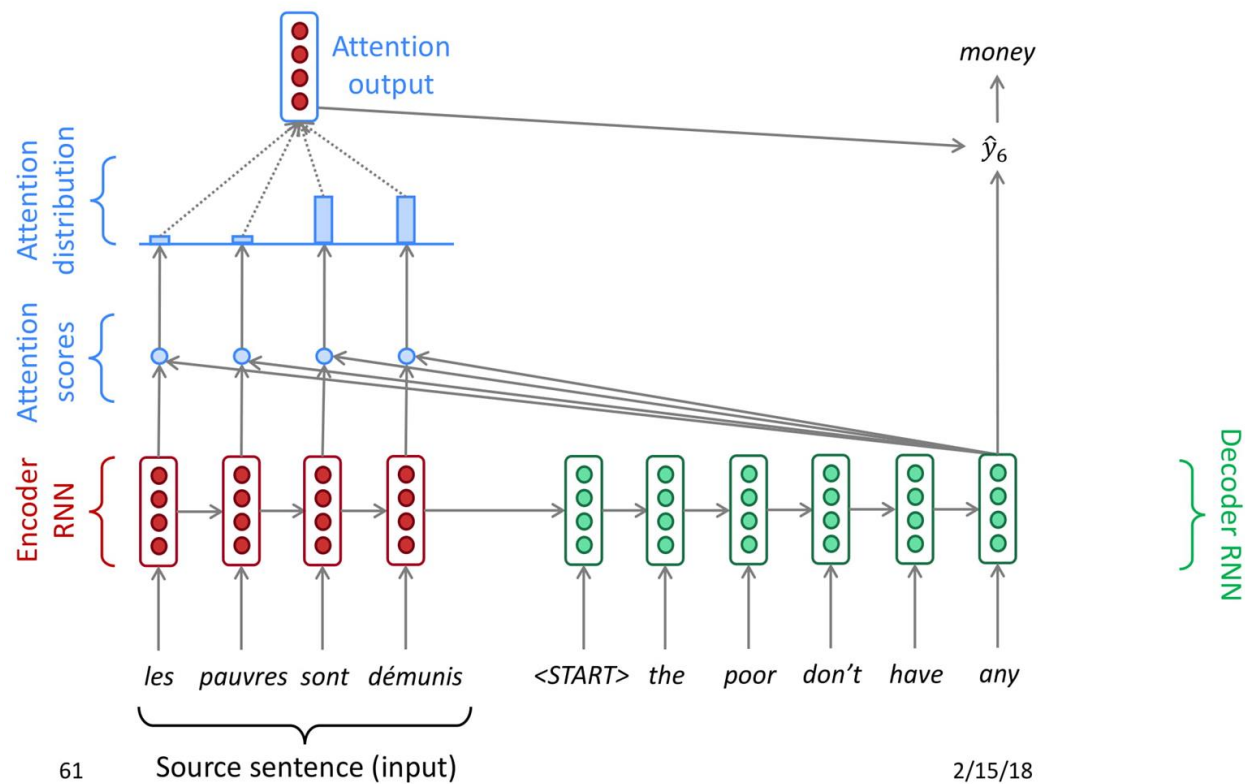 Attention
output
money
ŷ₆
Attention
distribution
Attention
scores
Encoder
RNN
Decoder RNN
les pauvres sont démunis <START> the poor don't have any
Source sentence (input)
61
2/15/18